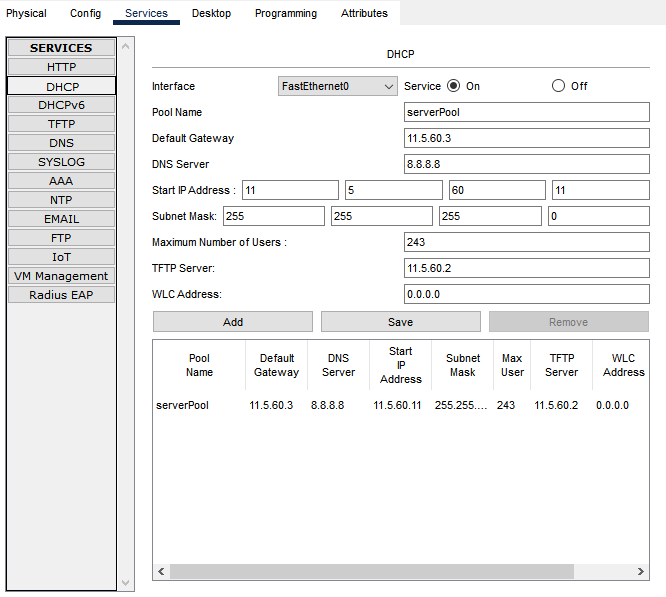 Physical Config Services Desktop Programming Attributes
SERVICES
HTTP
DHCP
DHCPv6
TFTP
DNS
SYSLOG
AAA
NTP
EMAIL
FTP
IoT
VM Management
Radius EAP
DHCP
Interface FastEthernet0 Service On Off
Pool Name serverPool
Default Gateway 11.5.60.3
DNS Server 8.8.8.8
Start IP Address : 11 5 60 11
Subnet Mask: 255 255 255 0
Maximum Number of Users : 243
TFTP Server: 11.5.60.2
WLC Address: 0.0.0.0
Add Save Remove
Pool Name Default Gateway DNS Server Start IP Address Subnet Mask Max User TFTP Server WLC Address
serverPool 11.5.60.3 8.8.8.8 11.5.60.11 255.255.... 243 11.5.60.2 0.0.0.0